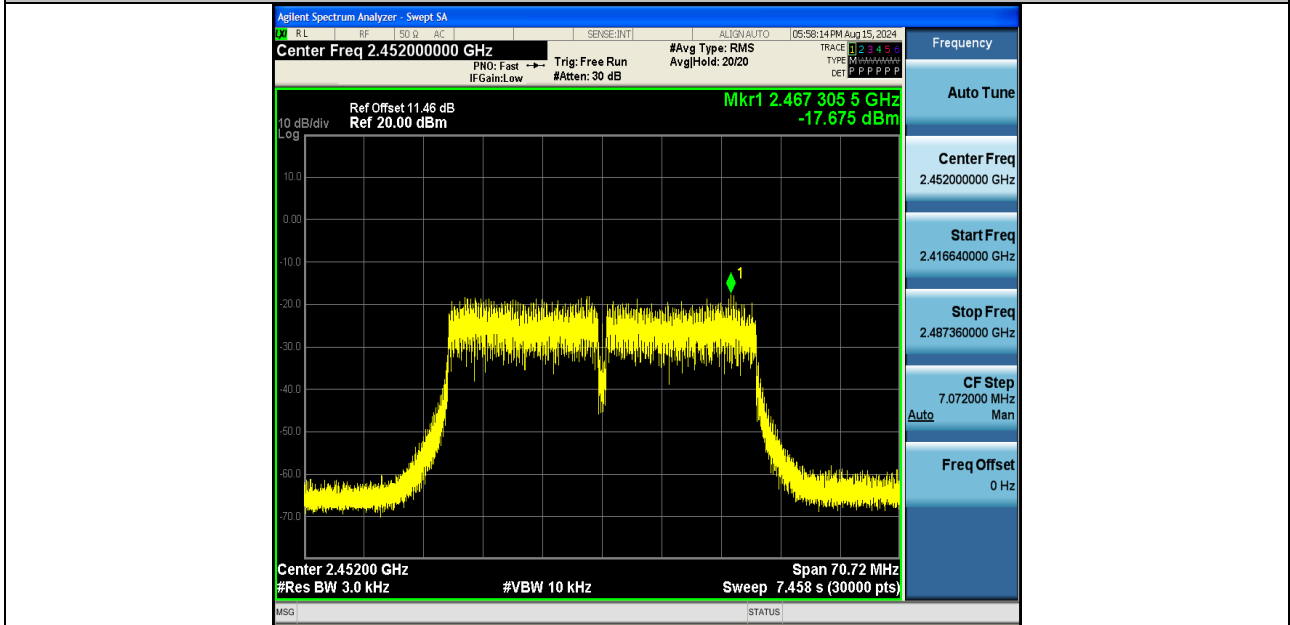 Agilent Spectrum Analyzer - Swept SA
LXI RL RF 50 Ω AC SENSE:INT ALIGN AUTO 05:58:14 PM Aug 15, 2024
Center Freq 2.452000000 GHz
PNO: Fast
IFGain:Low
Trig: Free Run
#Atten: 30 dB
#Avg Type: RMS
Avg|Hold: 20/20
TRACE 1 2 3 4 5 6
TYPE M
DET P P P P P P
Mkr1 2.467 305 5 GHz
-17.675 dBm
Ref Offset 11.46 dB
10 dB/div Ref 20.00 dBm
Log
10.0
0.00
-10.0
-20.0
-30.0
-40.0
-50.0
-60.0
-70.0
1
Center 2.45200 GHz Span 70.72 MHz
#Res BW 3.0 kHz #VBW 10 kHz Sweep 7.458 s (30000 pts)
MSG STATUS
Frequency
Auto Tune
Center Freq
2.452000000 GHz
Start Freq
2.416640000 GHz
Stop Freq
2.487360000 GHz
CF Step
7.072000 MHz
Auto Man
Freq Offset
0 Hz